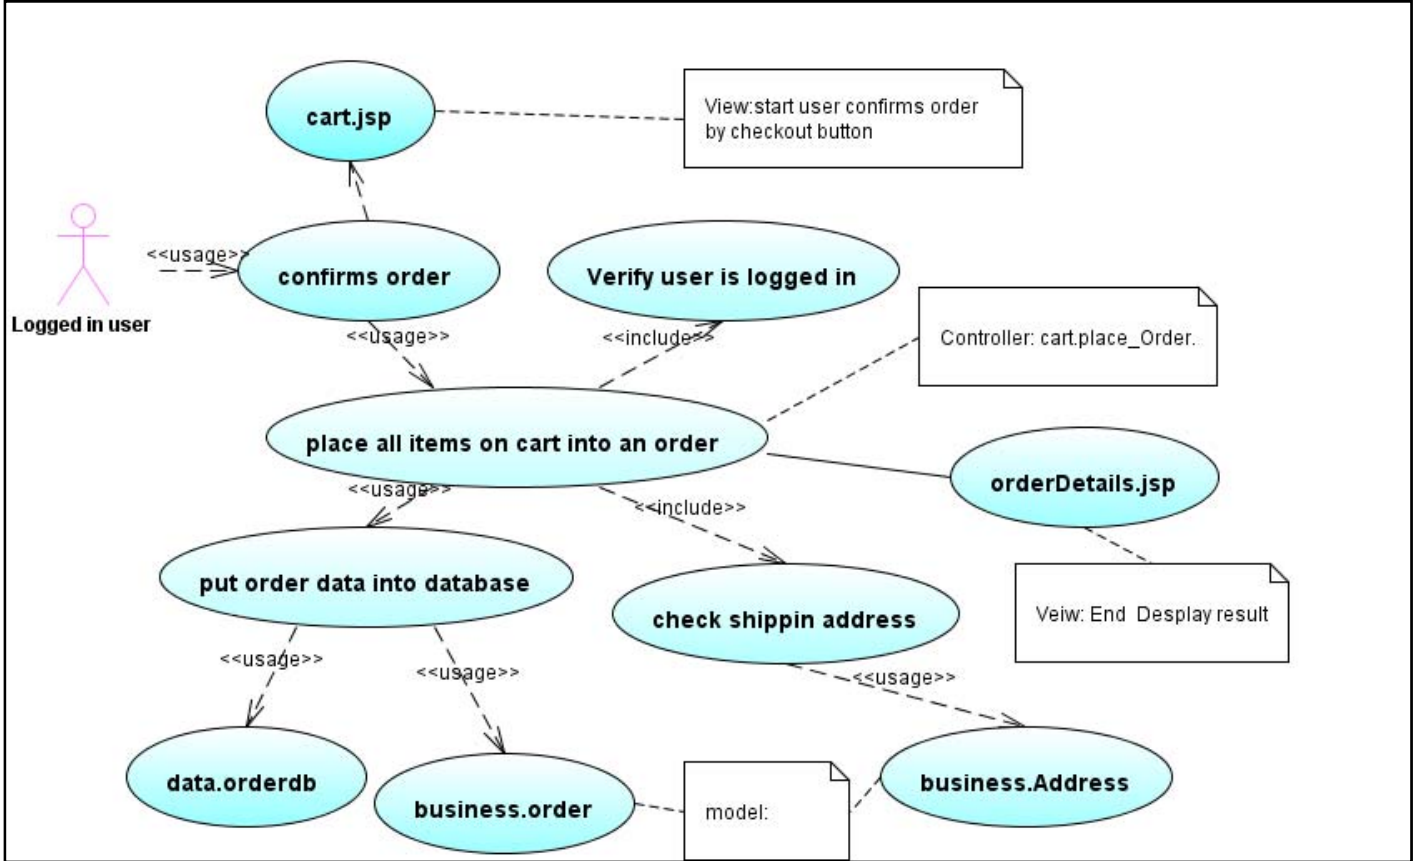 cart.jsp
View:start user confirms order
by checkout button
<<usage>>
confirms order
Verify user is logged in
Logged in user
<<usage>>
<<include>>
Controller: cart.place_Order.
place all items on cart into an order
orderDetails.jsp
<<usage>>
<<include>>
put order data into database
check shippin address
Veiw: End  Desplay result
<<usage>>
<<usage>>
<<usage>>
data.orderdb
business.order
model:
business.Address